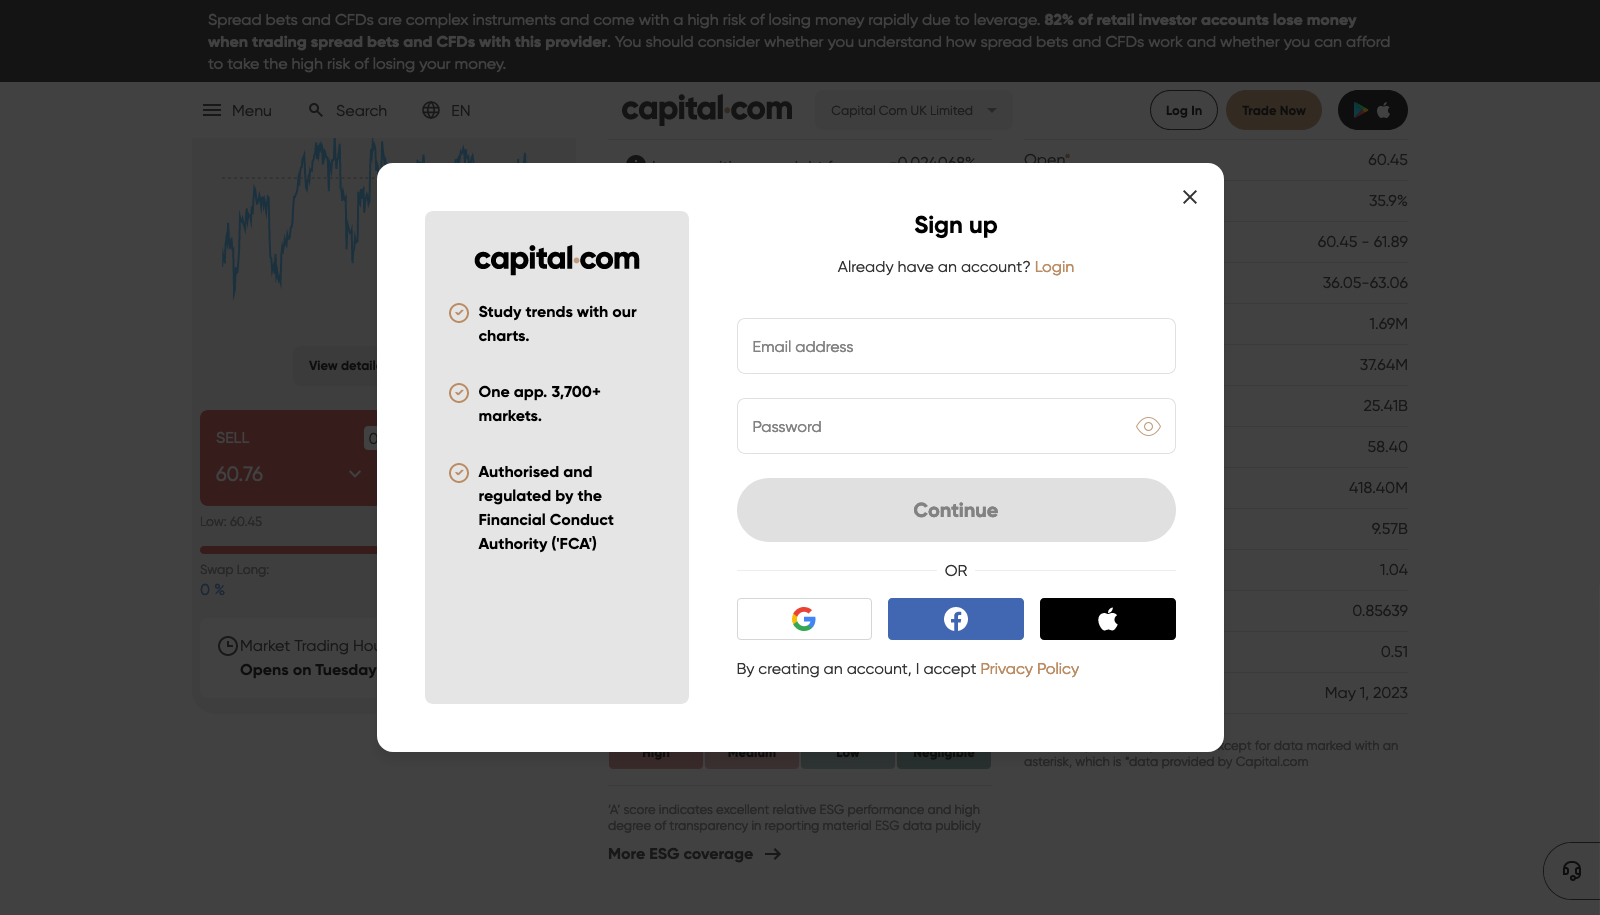 Spread bets and CFDs are complex instruments and come with a high risk of losing money rapidly due to leverage. 82% of retail investor accounts lose money
when trading spread bets and CFDs with this provider. You should consider whether you understand how spread bets and CFDs work and whether you can afford
to take the high risk of losing your money.
Menu
Search
EN
capital.com
Capital Com UK Limited
Log In
Trade Now
Open*
60.45
35.9%
60.45 - 61.89
36.05-63.06
1.69M
37.64M
25.41B
58.40
418.40M
9.57B
1.04
0.85639
0.51
May 1, 2023
View detail
SELL
60.76
Low: 60.45
Swap Long:
0 %
Market Trading Hou
Opens on Tuesday
capital.com
Study trends with our
charts.
One app. 3,700+
markets.
Authorised and
regulated by the
Financial Conduct
Authority ('FCA')
Sign up
Already have an account? Login
Email address
Password
Continue
OR
By creating an account, I accept Privacy Policy
High
Medium
Low
Negligible
'A' score indicates excellent relative ESG performance and high
degree of transparency in reporting material ESG data publicly
More ESG coverage
cept for data marked with an
asterisk, which is *data provided by Capital.com